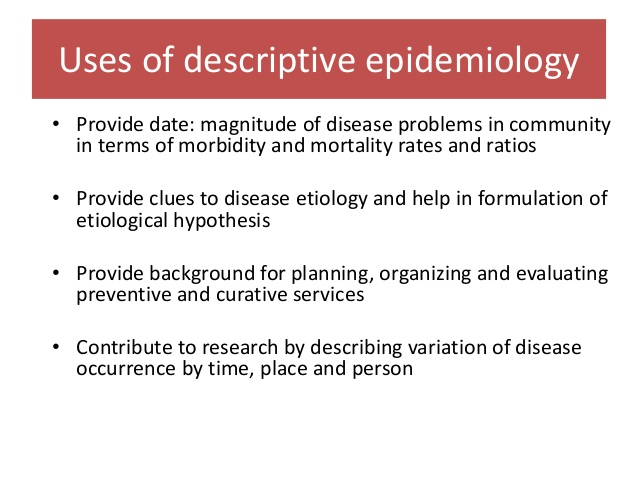 Uses of descriptive epidemiology
• Provide date: magnitude of disease problems in community
in terms of morbidity and mortality rates and ratios
• Provide clues to disease etiology and help in formulation of
etiological hypothesis
• Provide background for planning, organizing and evaluating
preventive and curative services
• Contribute to research by describing variation of disease
occurrence by time, place and person